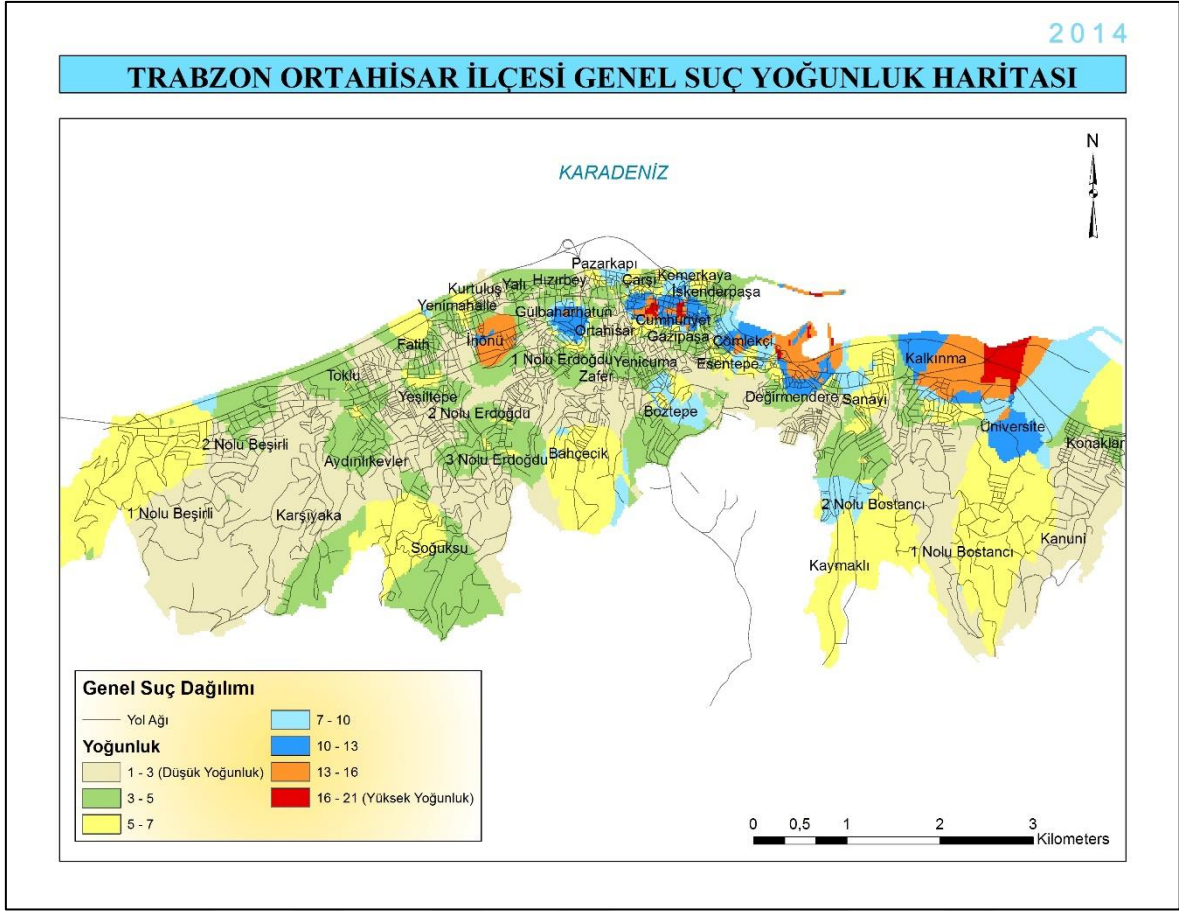 2014
TRABZON ORTAHİSAR İLÇESİ GENEL SUÇ YOĞUNLUK HARİTASI
N
KARADENİZ
Pazarkapı
Çarşı
Kemerkaya
Hızırbey
Yalı
Kurtuluş
İskenderpaşa
Yenimahalle
Gülbaharhatun
Cumhuriyet
Ortahisar
Gazipaşa
Çömlekçi
İnönü
Fatih
1 Nolu Erdoğdu
Yenicuma
Esentepe
Kalkınma
Zafer
Toklu
Yeşiltepe
Değirmendere
Sanayi
2 Nolu Erdoğdu
Boztepe
Üniversite
2 Nolu Beşirli
Konaklar
Aydınlıkevler
3 Nolu Erdoğdu
Bahçecik
2 Nolu Bostancı
1 Nolu Beşirli
Karşıyaka
Kanuni
Soğuksu
1 Nolu Bostancı
Kaymaklı
Genel Suç Dağılımı
Yol Ağı
Yoğunluk
1 - 3 (Düşük Yoğunluk)
3 - 5
5 - 7
7 - 10
10 - 13
13 - 16
16 - 21 (Yüksek Yoğunluk)
0 0,5 1 2 3
Kilometers